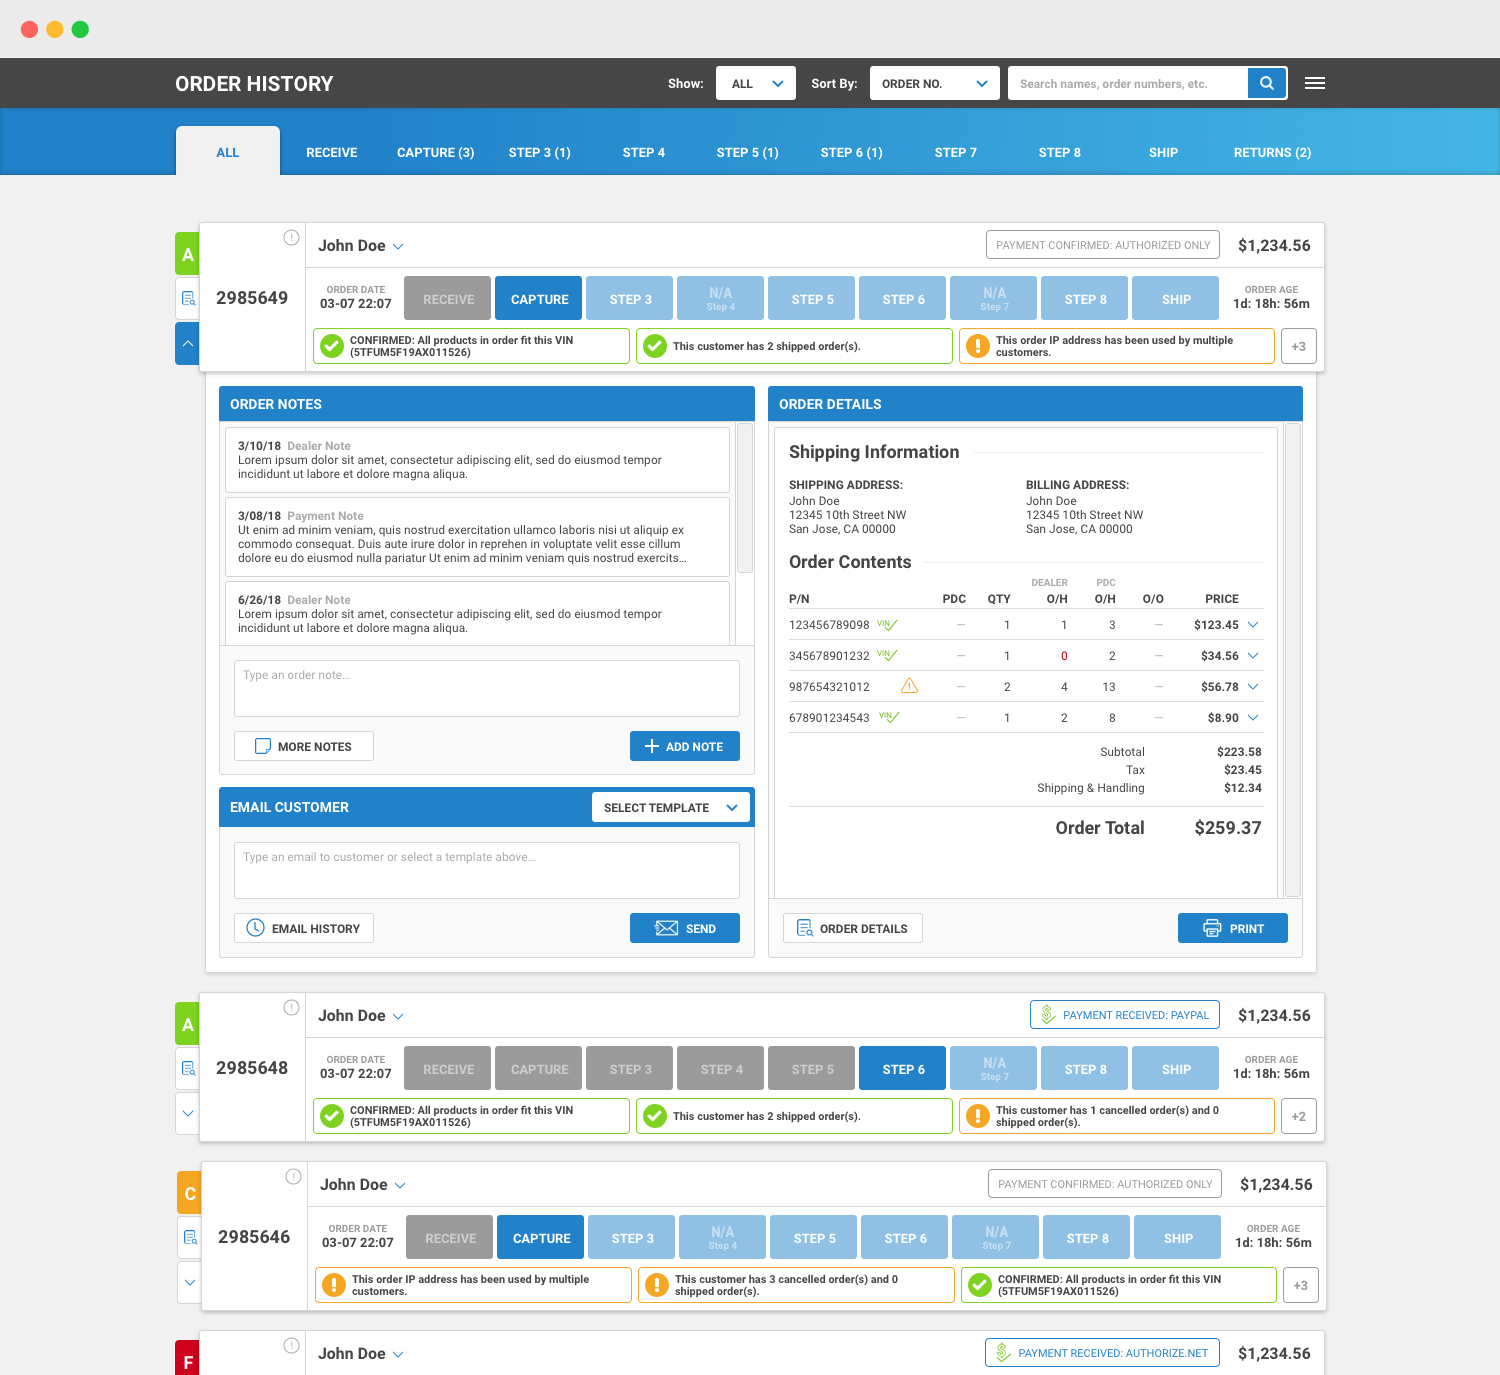 ORDER HISTORY
Show: ALL Sort By: ORDER NO. Search names, order numbers, etc.
ALL RECEIVE CAPTURE (3) STEP 3 (1) STEP 4 STEP 5 (1) STEP 6 (1) STEP 7 STEP 8 SHIP RETURNS (2)
A
2985649
John Doe
PAYMENT CONFIRMED: AUTHORIZED ONLY
$1,234.56
ORDER DATE
03-07 22:07
RECEIVE CAPTURE STEP 3 N/A Step 4 STEP 5 STEP 6 N/A Step 7 STEP 8 SHIP
ORDER AGE
1d: 18h: 56m
CONFIRMED: All products in order fit this VIN
(5TFUM5F19AX011526)
This customer has 2 shipped order(s).
This order IP address has been used by multiple
customers.
+3
ORDER NOTES
3/10/18 Dealer Note
Lorem ipsum dolor sit amet, consectetur adipiscing elit, sed do eiusmod tempor
incididunt ut labore et dolore magna aliqua.
3/08/18 Payment Note
Ut enim ad minim veniam, quis nostrud exercitation ullamco laboris nisi ut aliquip ex
commodo consequat. Duis aute irure dolor in reprehen in voluptate velit esse cillum
dolore eu do eiusmod nulla pariatur Ut enim ad minim veniam quis nostrud exercits...
6/26/18 Dealer Note
Lorem ipsum dolor sit amet, consectetur adipiscing elit, sed do eiusmod tempor
incididunt ut labore et dolore magna aliqua.
Type an order note...
MORE NOTES
ADD NOTE
EMAIL CUSTOMER
SELECT TEMPLATE
Type an email to customer or select a template above...
EMAIL HISTORY
SEND
ORDER DETAILS
Shipping Information
SHIPPING ADDRESS:
John Doe
12345 10th Street NW
San Jose, CA 00000
BILLING ADDRESS:
John Doe
12345 10th Street NW
San Jose, CA 00000
Order Contents
DEALER PDC
P/N PDC QTY O/H O/H O/O PRICE
123456789098 VIN — 1 1 3 — $123.45
345678901232 VIN — 1 0 2 — $34.56
987654321012 — 2 4 13 — $56.78
678901234543 VIN — 1 2 8 — $8.90
Subtotal $223.58
Tax $23.45
Shipping & Handling $12.34
Order Total $259.37
ORDER DETAILS
PRINT
A
2985648
John Doe
PAYMENT RECEIVED: PAYPAL
$1,234.56
ORDER DATE
03-07 22:07
RECEIVE CAPTURE STEP 3 STEP 4 STEP 5 STEP 6 N/A Step 7 STEP 8 SHIP
ORDER AGE
1d: 18h: 56m
CONFIRMED: All products in order fit this VIN
(5TFUM5F19AX011526)
This customer has 2 shipped order(s).
This customer has 1 cancelled order(s) and 0
shipped order(s).
+2
C
2985646
John Doe
PAYMENT CONFIRMED: AUTHORIZED ONLY
$1,234.56
ORDER DATE
03-07 22:07
RECEIVE CAPTURE STEP 3 N/A Step 4 STEP 5 STEP 6 N/A Step 7 STEP 8 SHIP
ORDER AGE
1d: 18h: 56m
This order IP address has been used by multiple
customers.
This customer has 3 cancelled order(s) and 0
shipped order(s).
CONFIRMED: All products in order fit this VIN
(5TFUM5F19AX011526)
+3
F
John Doe
PAYMENT RECEIVED: AUTHORIZE.NET
$1,234.56